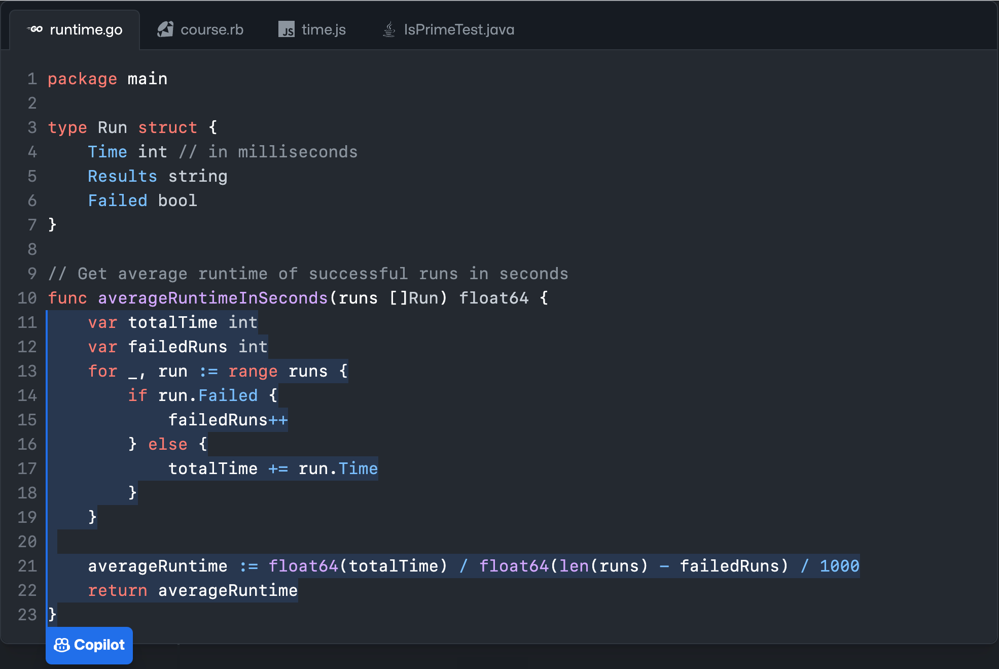 GO runtime.go course.rb JS time.js IsPrimeTest.java
1 package main
2
3 type Run struct {
4     Time int // in milliseconds
5     Results string
6     Failed bool
7 }
8
9 // Get average runtime of successful runs in seconds
10 func averageRuntimeInSeconds(runs []Run) float64 {
11     var totalTime int
12     var failedRuns int
13     for _, run := range runs {
14         if run.Failed {
15             failedRuns++
16         } else {
17             totalTime += run.Time
18         }
19     }
20
21     averageRuntime := float64(totalTime) / float64(len(runs) - failedRuns) / 1000
22     return averageRuntime
23 }
Copilot